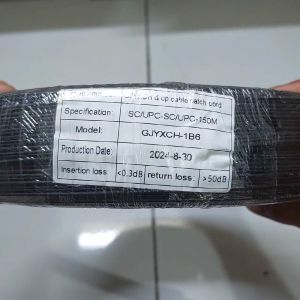 drop cable patch cord
Specification: SC/UPC-SC/UPC-150M
Model: GJYXCH-1B6
Production Date: 2024-8-30
Insertion loss: <0.3dB return loss: >50dB